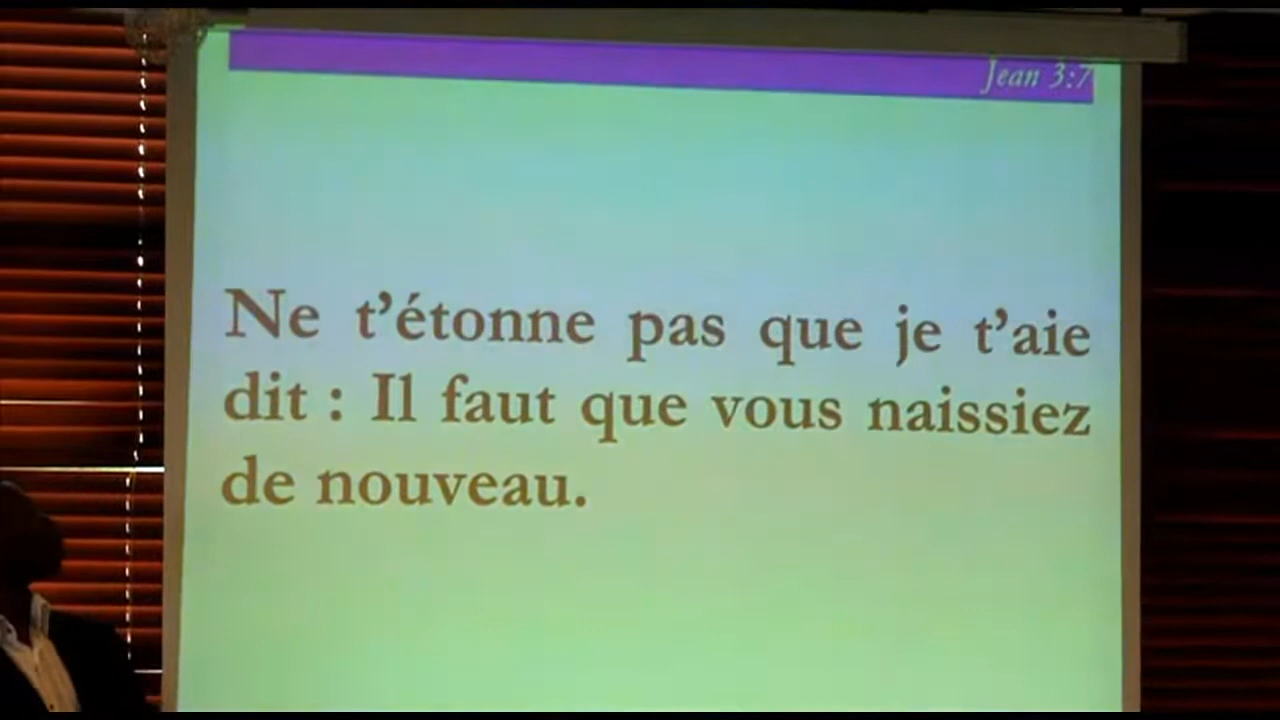 Jean 3:7
Ne t’étonne pas que je t’aie
dit : Il faut que vous naissiez
de nouveau.